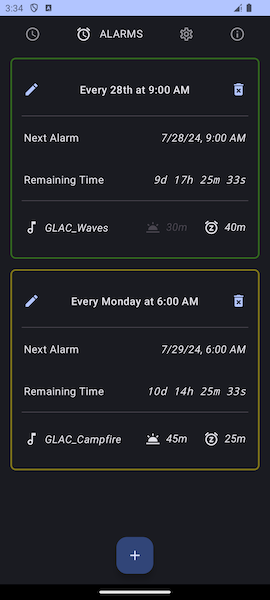 3:34
ALARMS
Every 28th at 9:00 AM
Next Alarm 7/28/24, 9:00 AM
Remaining Time 9d 17h 25m 33s
GLAC_Waves 30m 40m
Every Monday at 6:00 AM
Next Alarm 7/29/24, 6:00 AM
Remaining Time 10d 14h 25m 33s
GLAC_Campfire 45m 25m